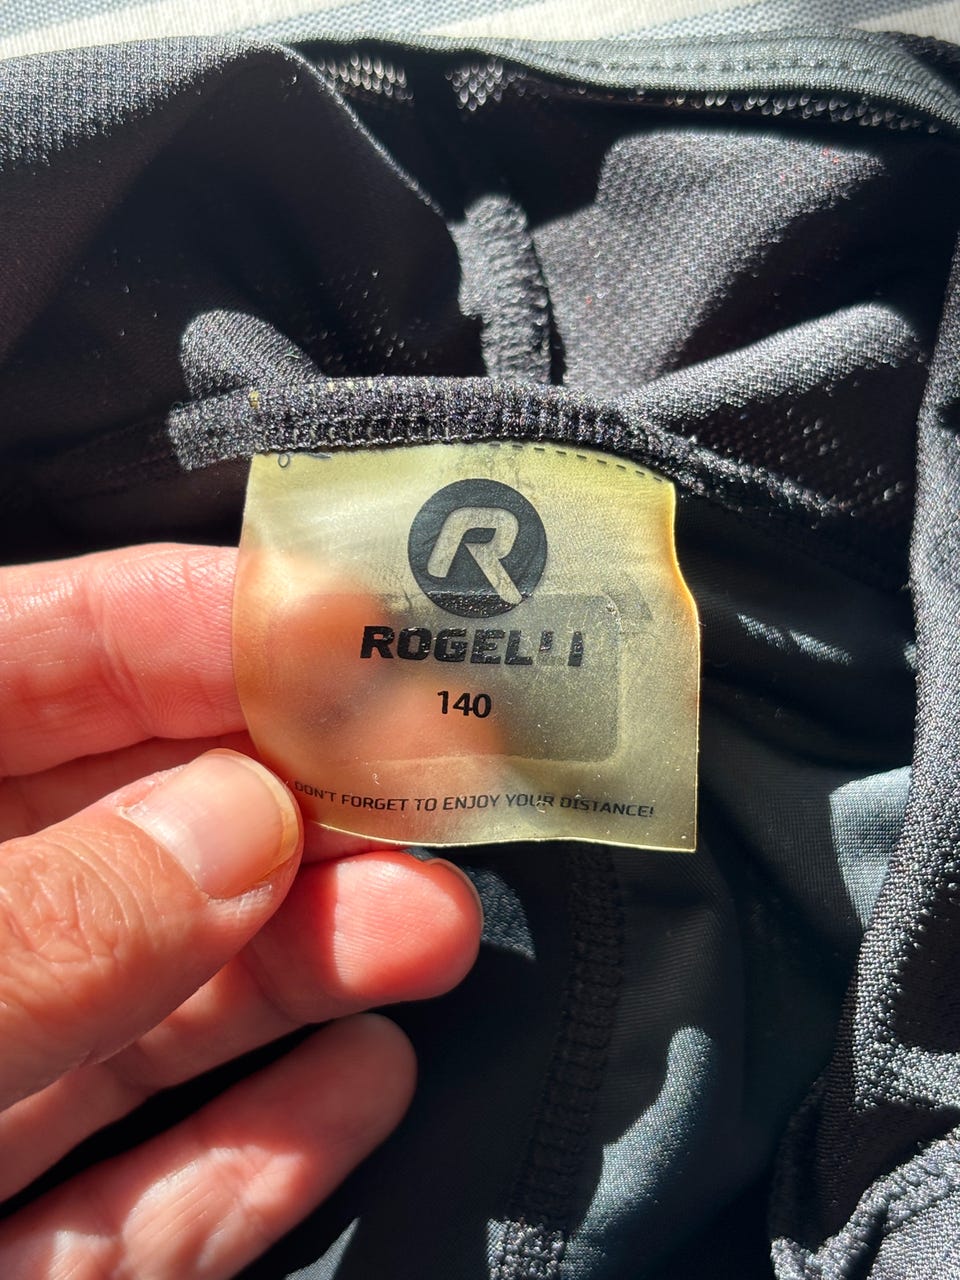 R
ROGELLI
140
DON'T FORGET TO ENJOY YOUR DISTANCE!